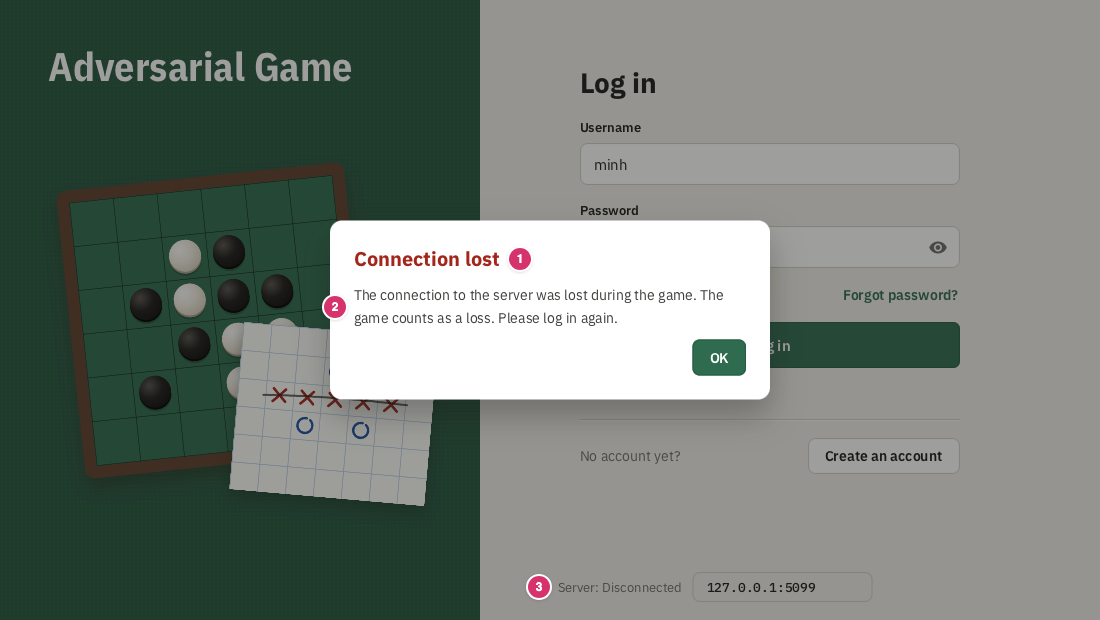 Adversarial Game
Log in
Username
minh
Password
Connection lost 1
2
The connection to the server was lost during the game. The
game counts as a loss. Please log in again.
OK
Forgot password?
g in
No account yet?
Create an account
3 Server: Disconnected 127.0.0.1:5099